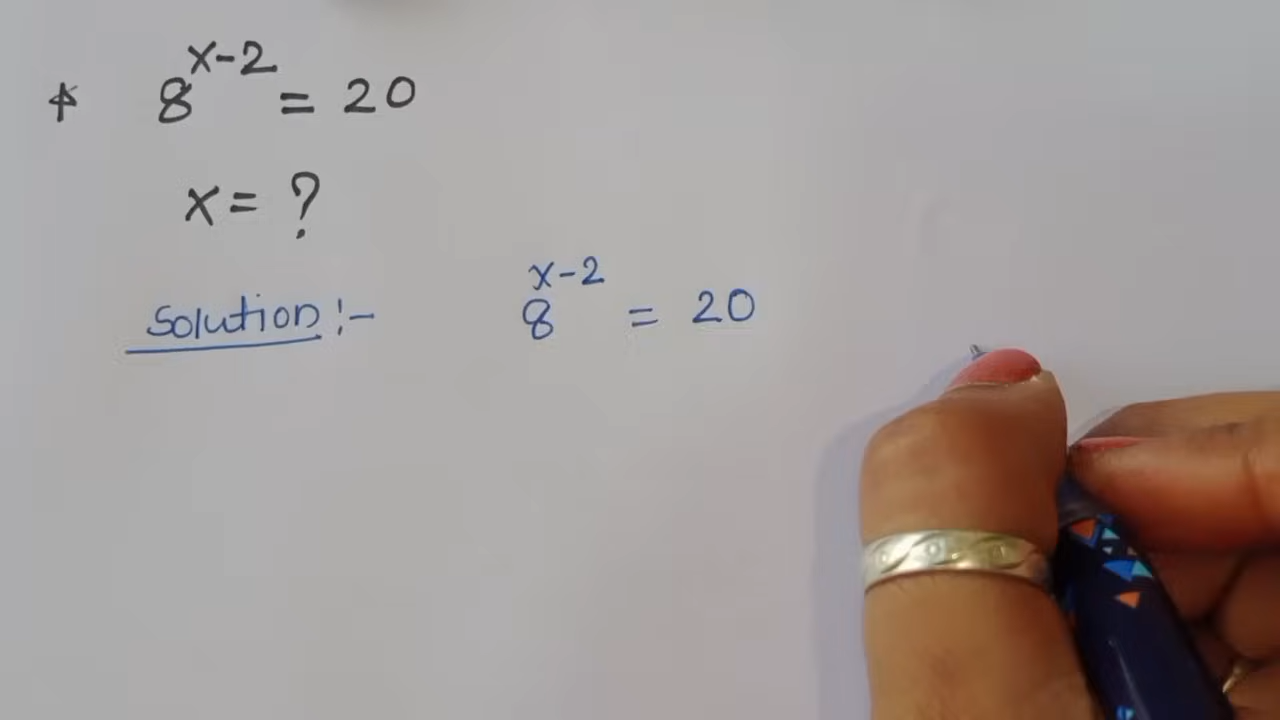 * 8^{x-2} = 20
x = ?
Solution :-
8^{x-2} = 20